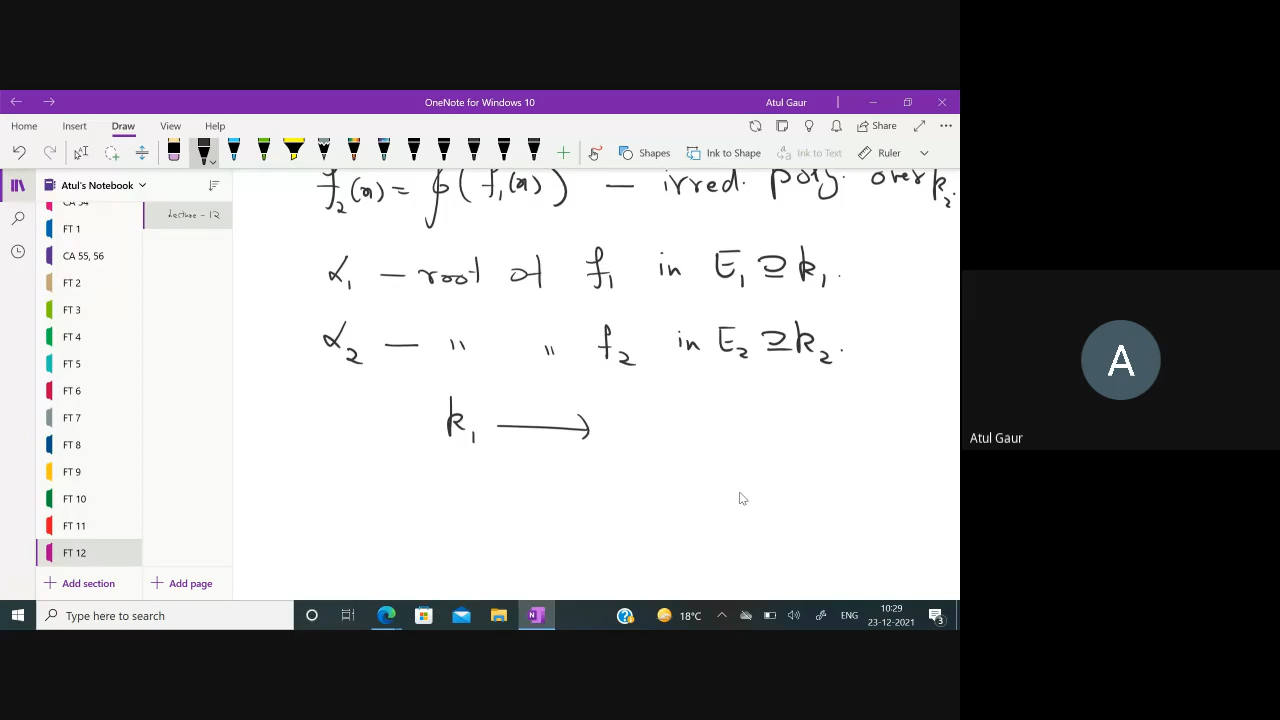 OneNote for Windows 10
Atul Gaur
Home Insert Draw View Help
Share
Shapes
Ink to Shape
Ink to Text
Ruler
Atul's Notebook
CA 54
FT 1
CA 55, 56
FT 2
FT 3
FT 4
FT 5
FT 6
FT 7
FT 8
FT 9
FT 10
FT 11
FT 12
Add section
Lecture - 12
Add page
f₂(x) = ϕ(f₁(x)) — irred. poly. over k₂.
α₁ — root of f₁ in E₁ ⊇ k₁.
α₂ — " " f₂ in E₂ ⊇ k₂.
k₁ ⟶
A
Atul Gaur
Type here to search
18°C
ENG
10:29
23-12-2021
3